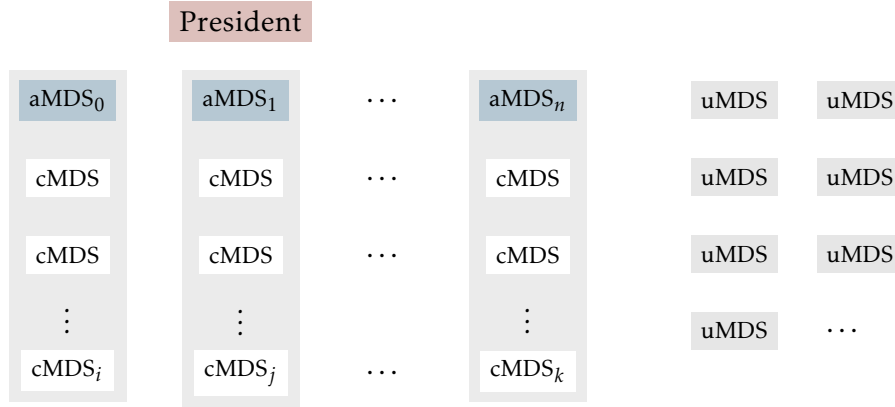 President
aMDS₀ aMDS₁ ... aMDSₙ uMDS uMDS
cMDS cMDS ... cMDS uMDS uMDS
cMDS cMDS ... cMDS uMDS uMDS
⋮ ⋮ ⋮ uMDS ...
cMDSᵢ cMDSⱼ ... cMDSₖ